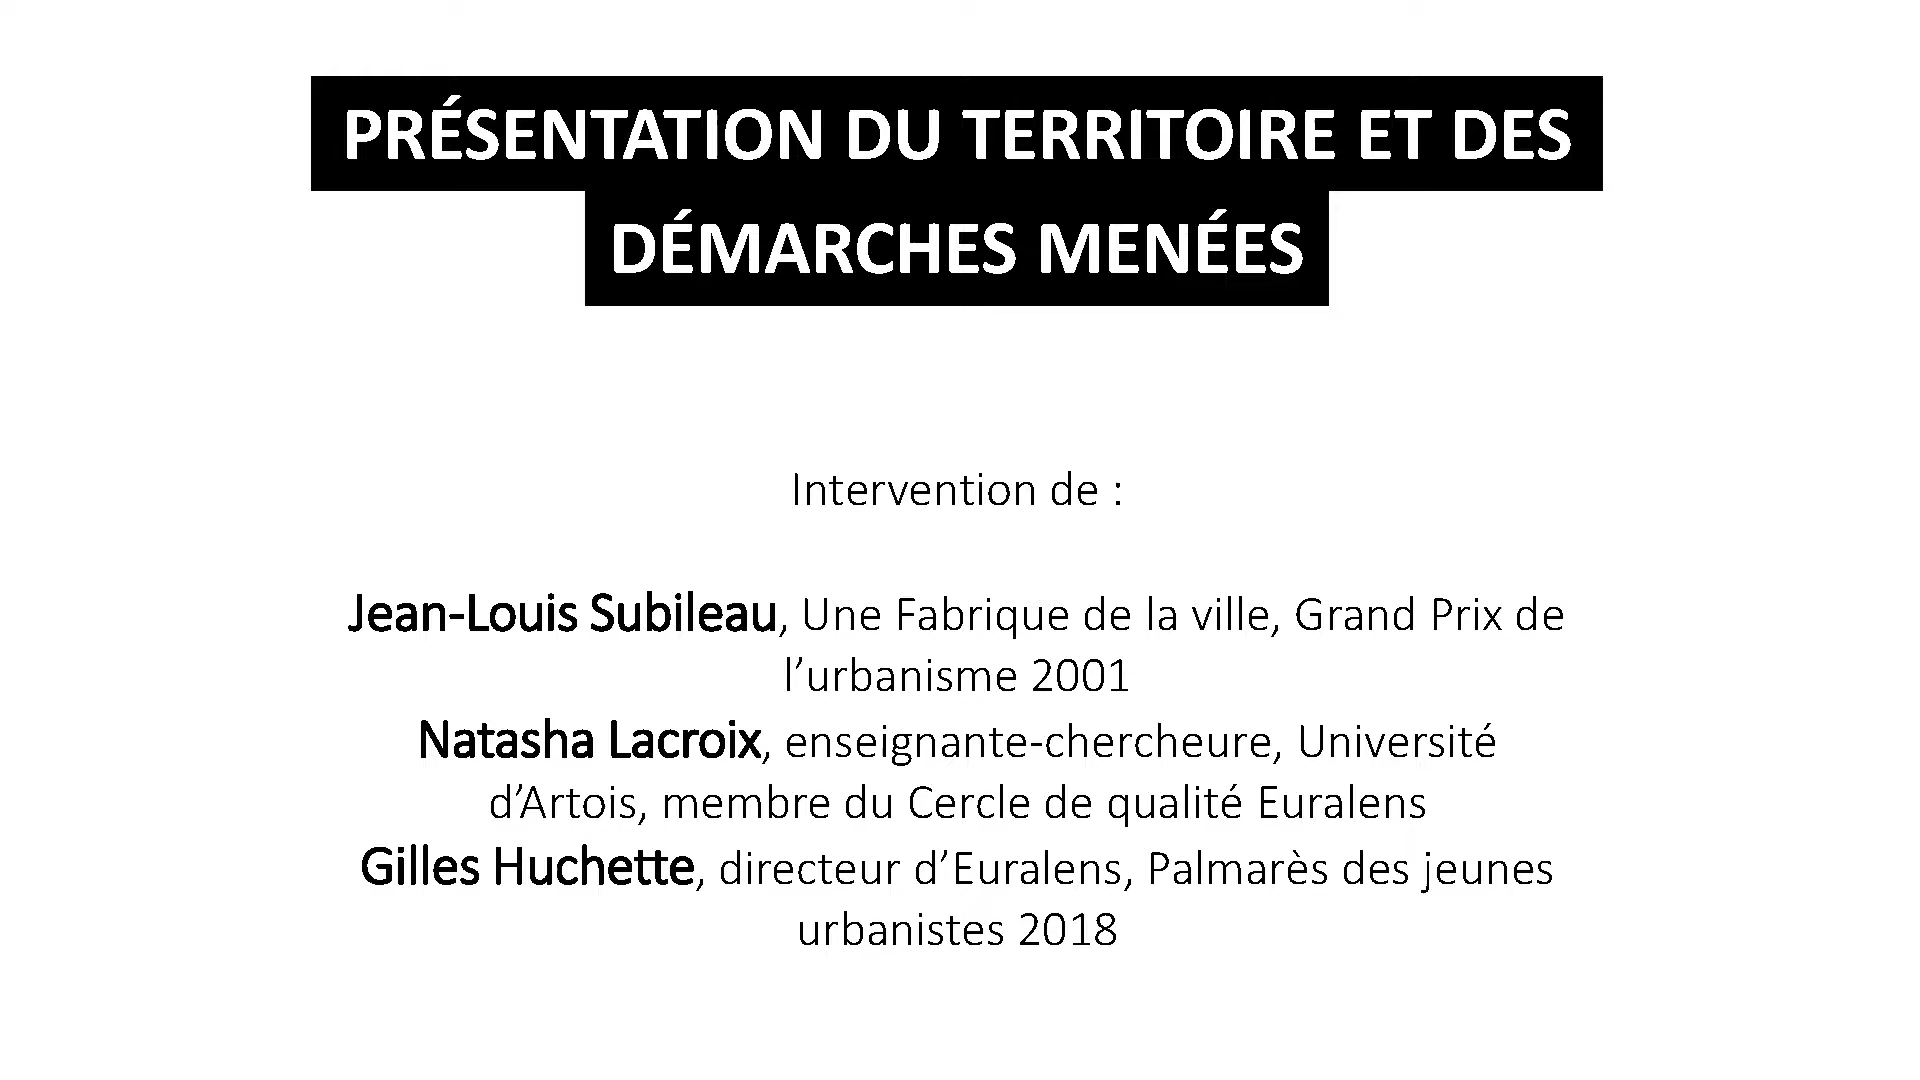 PRÉSENTATION DU TERRITOIRE ET DES
DÉMARCHES MENÉES
Intervention de :
Jean-Louis Subileau, Une Fabrique de la ville, Grand Prix de
l’urbanisme 2001
Natasha Lacroix, enseignante-chercheure, Université
d’Artois, membre du Cercle de qualité Euralens
Gilles Huchette, directeur d’Euralens, Palmarès des jeunes
urbanistes 2018